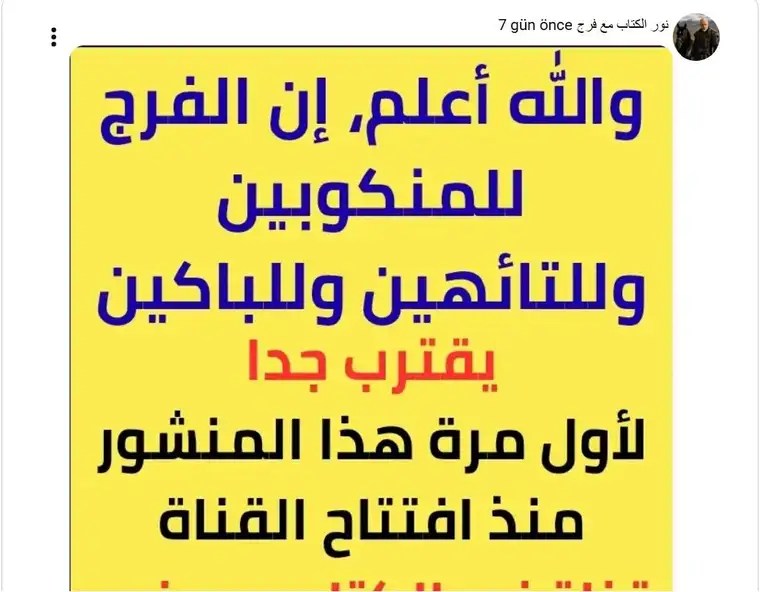 نور الكتاب مع فرج 7 gün önce
والله أعلم، إن الفرج
للمنكوبين
وللتائهين وللباكين
يقترب جدا
لأول مرة هذا المنشور
منذ افتتاح القناة